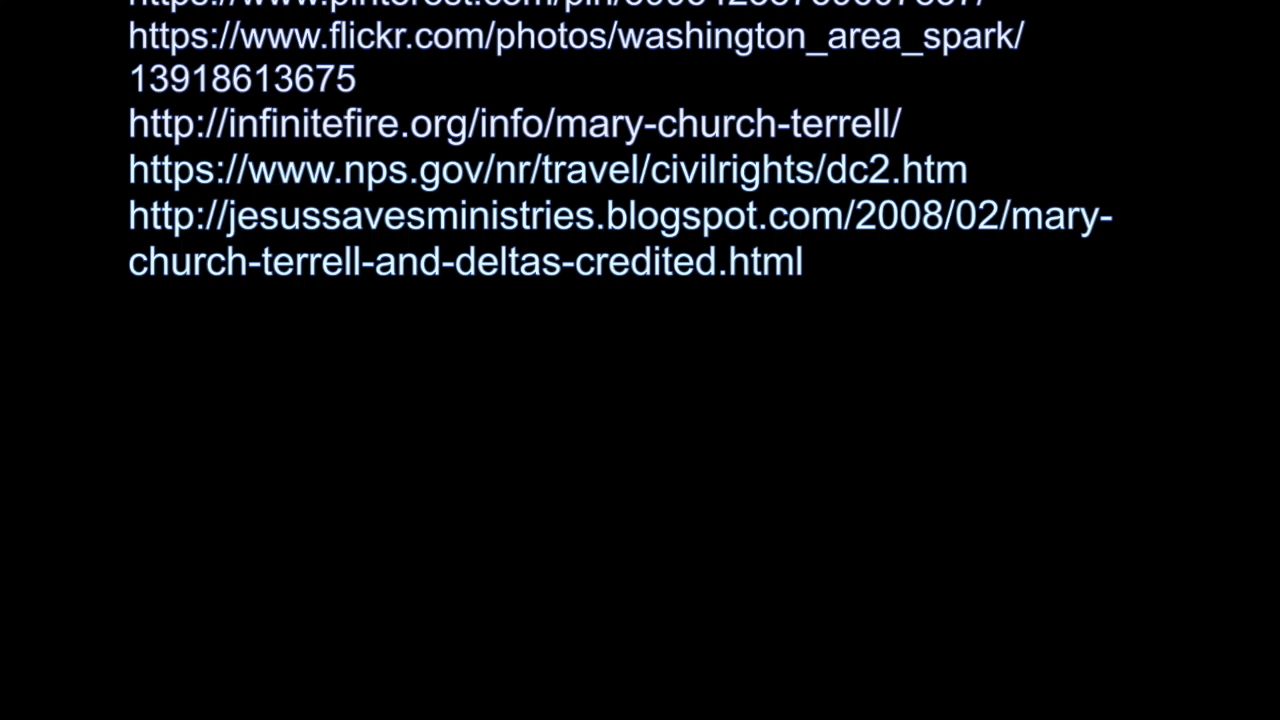 https://www.flickr.com/photos/washington_area_spark/
13918613675
http://infinitefire.org/info/mary-church-terrell/
https://www.nps.gov/nr/travel/civilrights/dc2.htm
http://jesussavesministries.blogspot.com/2008/02/mary-
church-terrell-and-deltas-credited.html